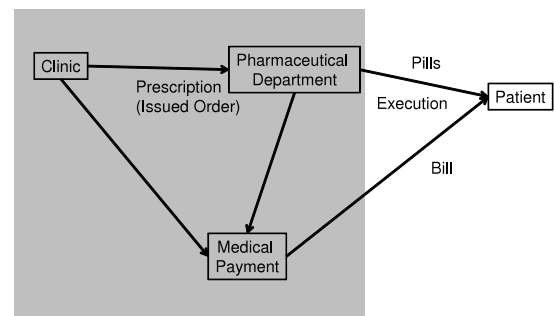 Clinic
Pharmaceutical
Department
Prescription
(Issued Order)
Pills
Execution
Patient
Bill
Medical
Payment